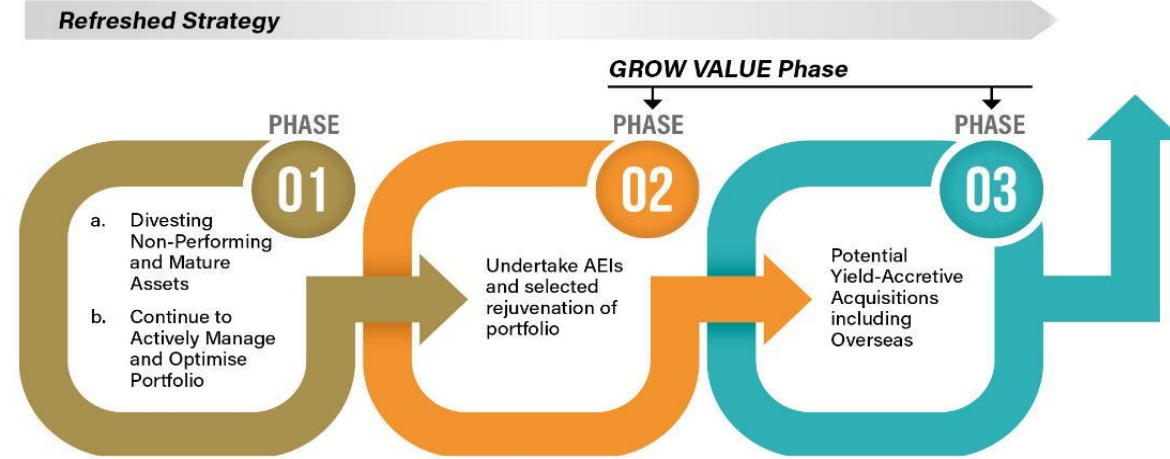 Refreshed Strategy
GROW VALUE Phase
PHASE
01
a. Divesting
Non-Performing
and Mature
Assets
b. Continue to
Actively Manage
and Optimise
Portfolio
PHASE
02
Undertake AEIs
and selected
rejuvenation of
portfolio
PHASE
03
Potential
Yield-Accretive
Acquisitions
including
Overseas